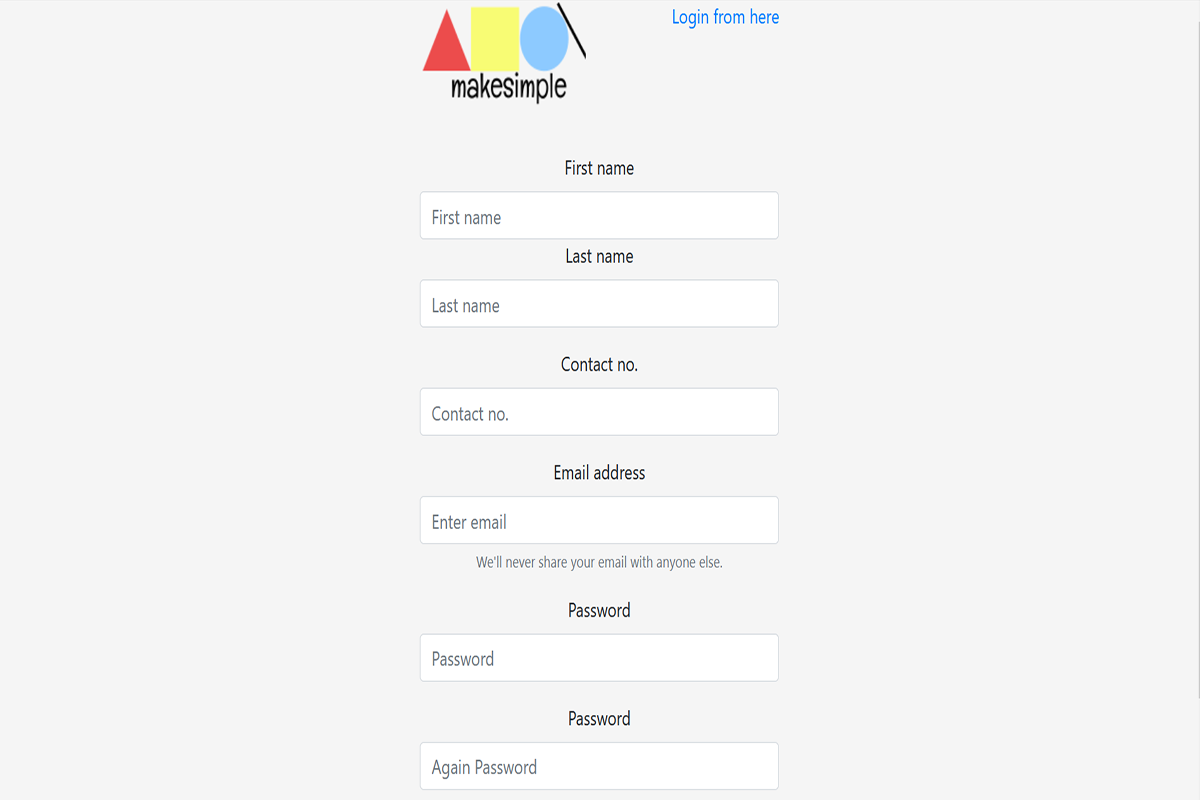 Login from here
makesimple
First name
First name
Last name
Last name
Contact no.
Contact no.
Email address
Enter email
We'll never share your email with anyone else.
Password
Password
Password
Again Password